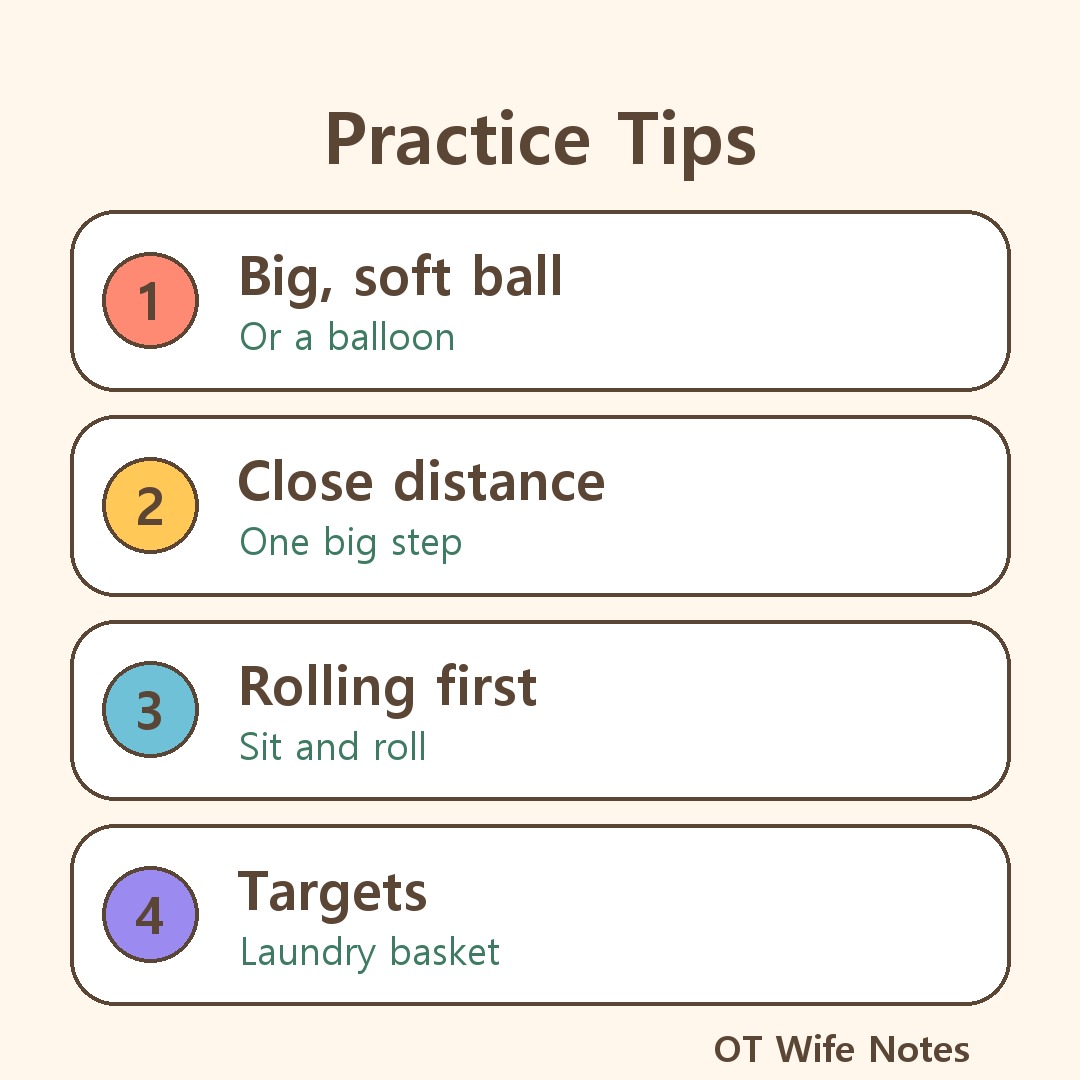 Practice Tips
1
Big, soft ball
Or a balloon
2
Close distance
One big step
3
Rolling first
Sit and roll
4
Targets
Laundry basket
OT Wife Notes